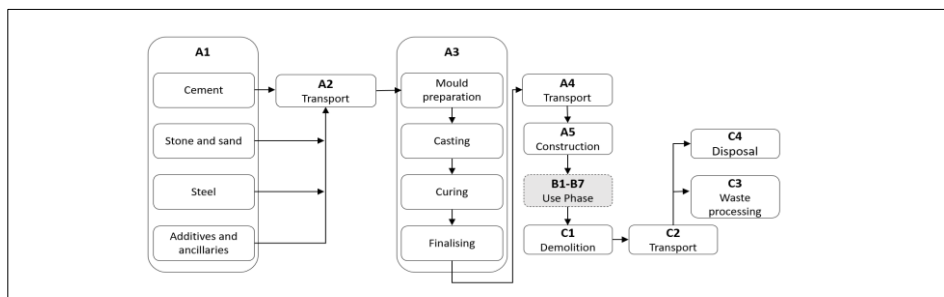 A1
Cement
Stone and sand
Steel
Additives and
ancillaries
A2
Transport
A3
Mould
preparation
Casting
Curing
Finalising
A4
Transport
A5
Construction
B1-B7
Use Phase
C1
Demolition
C2
Transport
C4
Disposal
C3
Waste
processing